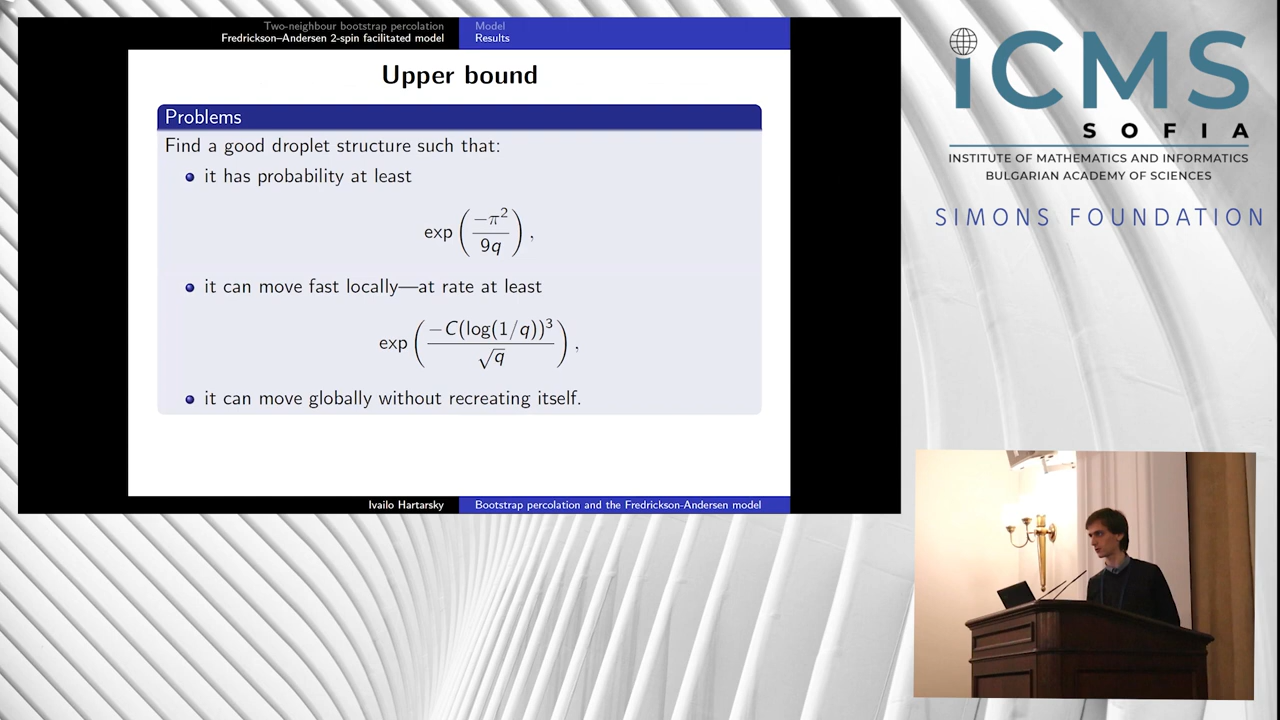 Two-neighbour bootstrap percolation
Fredrickson–Andersen 2-spin facilitated model
Model
Results
Upper bound
Problems
Find a good droplet structure such that:
it has probability at least
exp(−π²/9q),
it can move fast locally—at rate at least
exp(−C(log(1/q))³/√q),
it can move globally without recreating itself.
Ivailo Hartarsky
Bootstrap percolation and the Fredrickson-Andersen model
iCMS
SOFIA
INSTITUTE OF MATHEMATICS AND INFORMATICS
BULGARIAN ACADEMY OF SCIENCES
SIMONS FOUNDATION